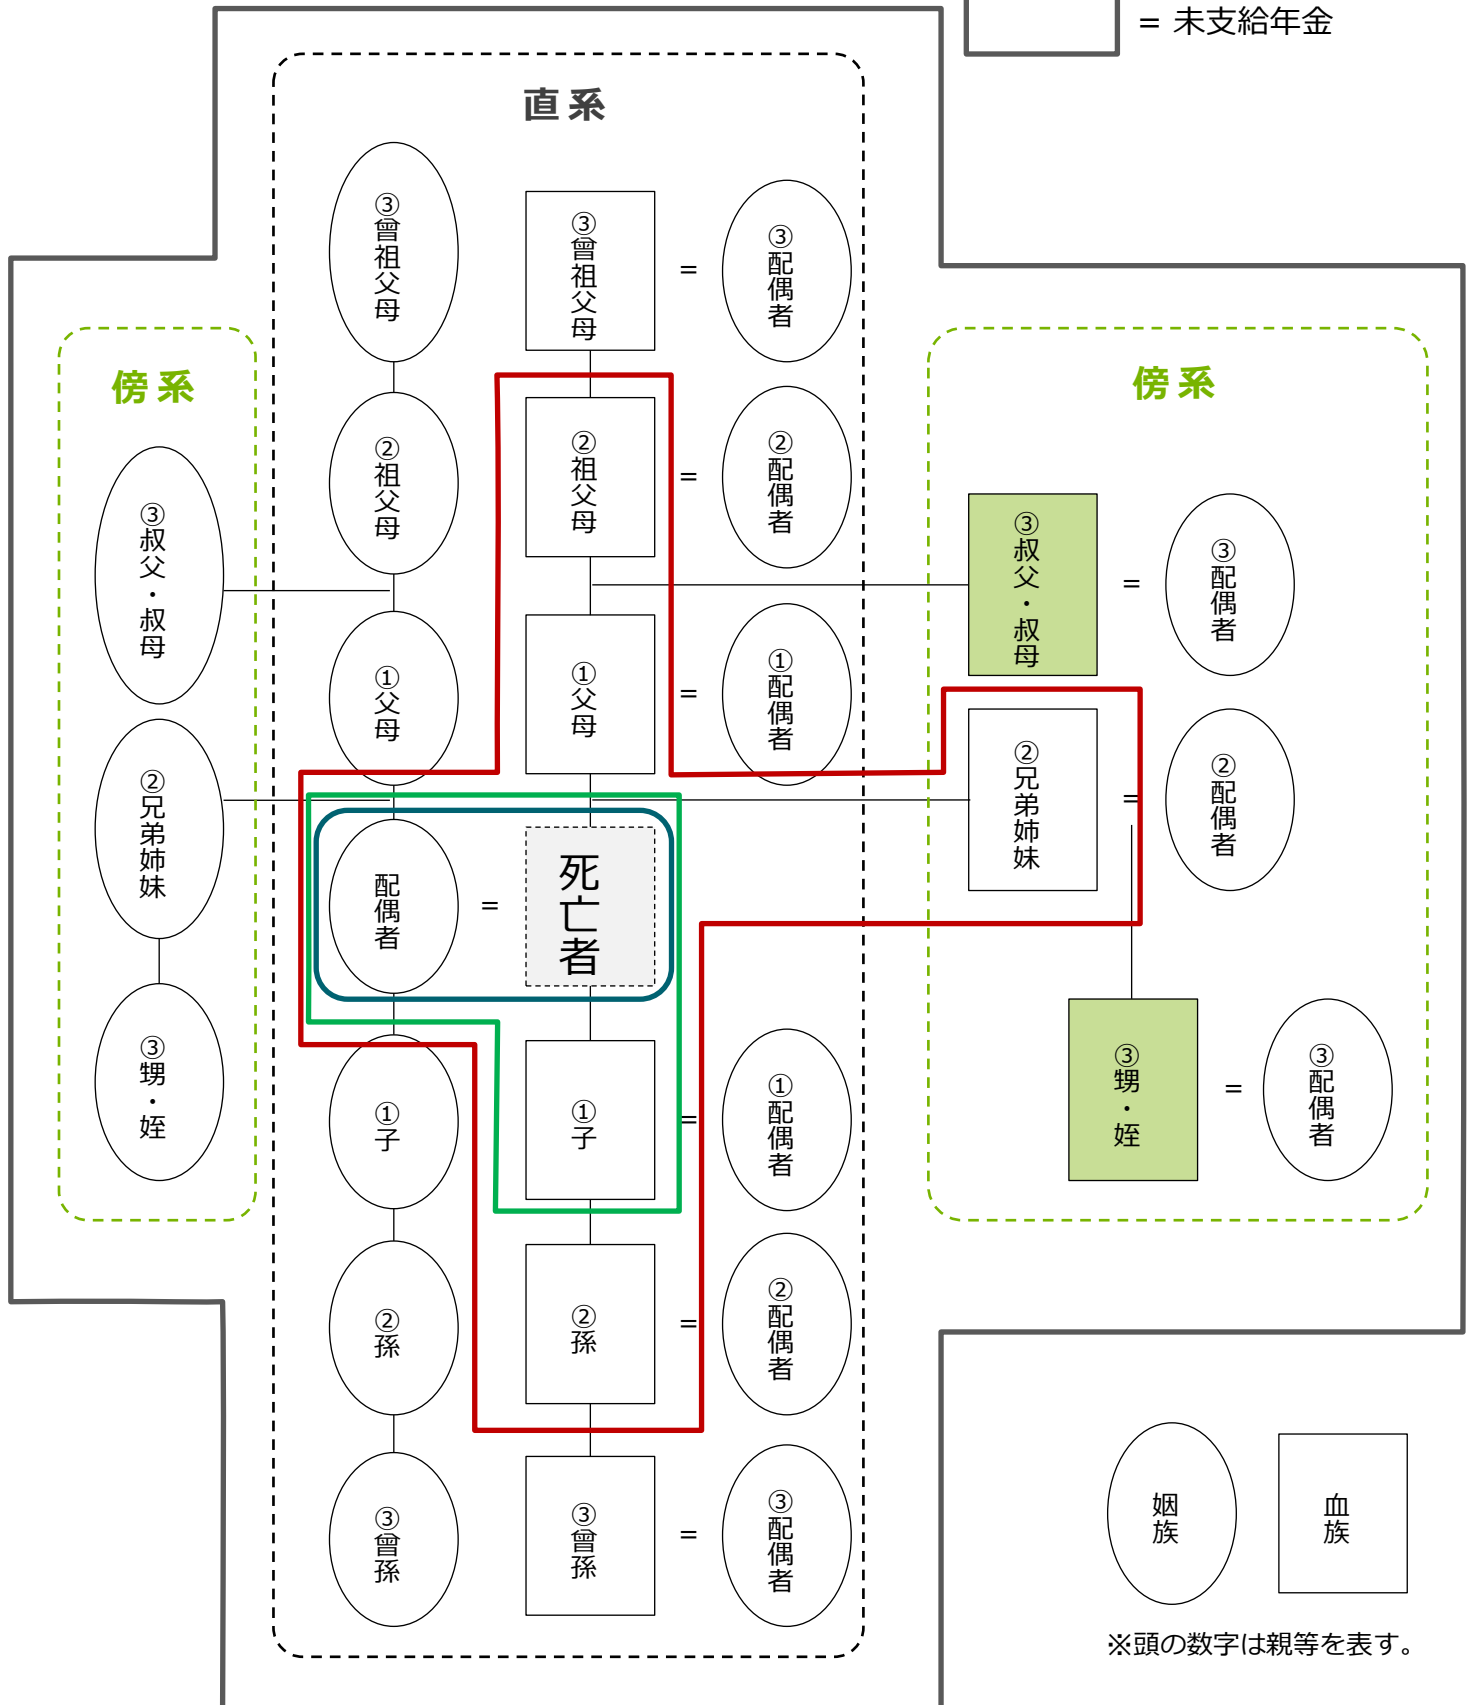 = 未支給年金
直系
③曾祖父母
③曾祖父母
=
③配偶者
傍系
傍系
②祖父母
②祖父母
=
②配偶者
③叔父・叔母
③叔父・叔母
=
③配偶者
①父母
①父母
=
①配偶者
②兄弟姉妹
②兄弟姉妹
=
②配偶者
配偶者
=
死亡者
③甥・姪
③甥・姪
=
③配偶者
①子
①子
=
①配偶者
②孫
②孫
=
②配偶者
③曾孫
③曾孫
=
③配偶者
姻族
血族
※頭の数字は親等を表す。